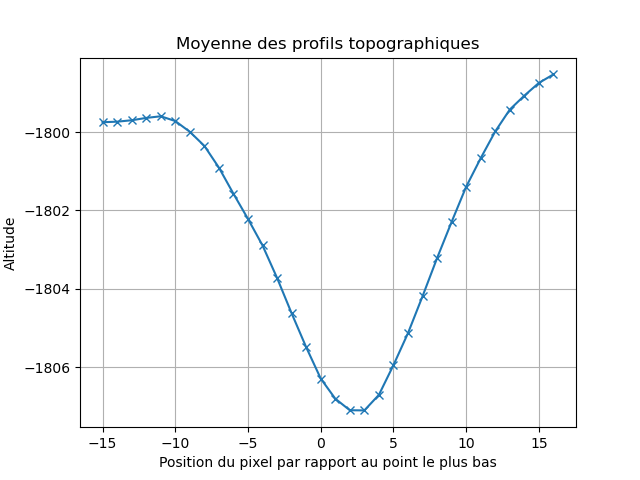 Moyenne des profils topographiques
Altitude
−1800
−1802
−1804
−1806
−15 −10 −5 0 5 10 15
Position du pixel par rapport au point le plus bas